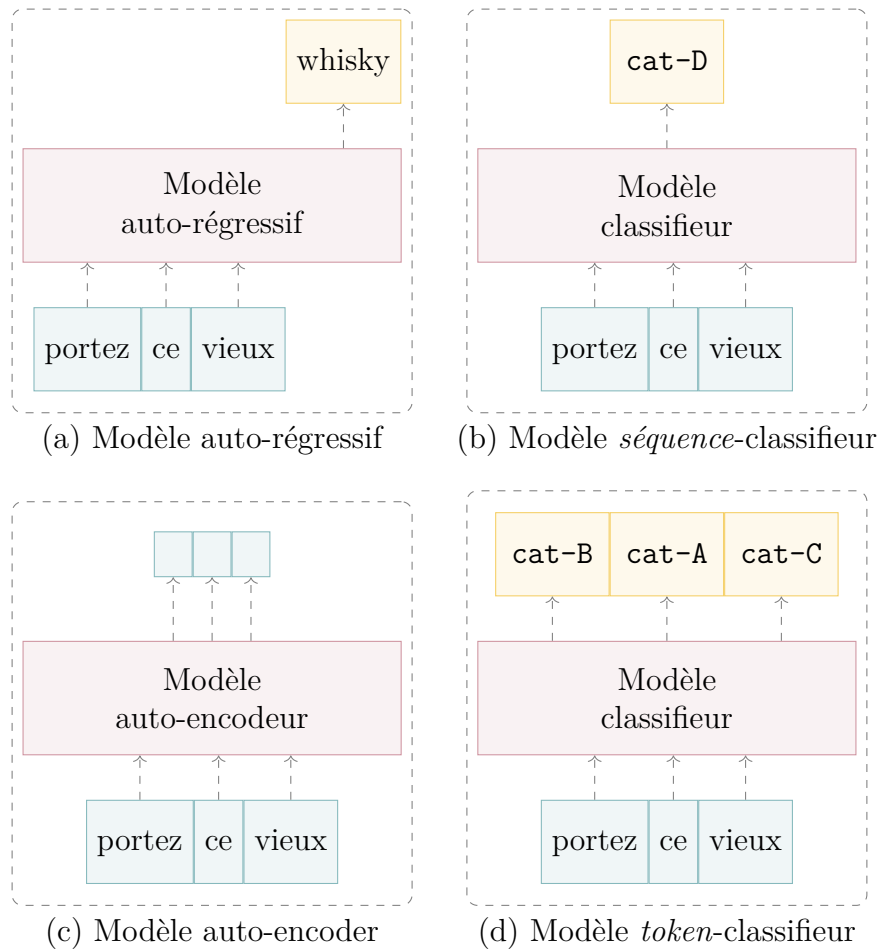 whisky
Modèle
auto-régressif
portez ce vieux
(a) Modèle auto-régressif
cat-D
Modèle
classifieur
portez ce vieux
(b) Modèle séquence-classifieur
Modèle
auto-encodeur
portez ce vieux
(c) Modèle auto-encoder
cat-B cat-A cat-C
Modèle
classifieur
portez ce vieux
(d) Modèle token-classifieur